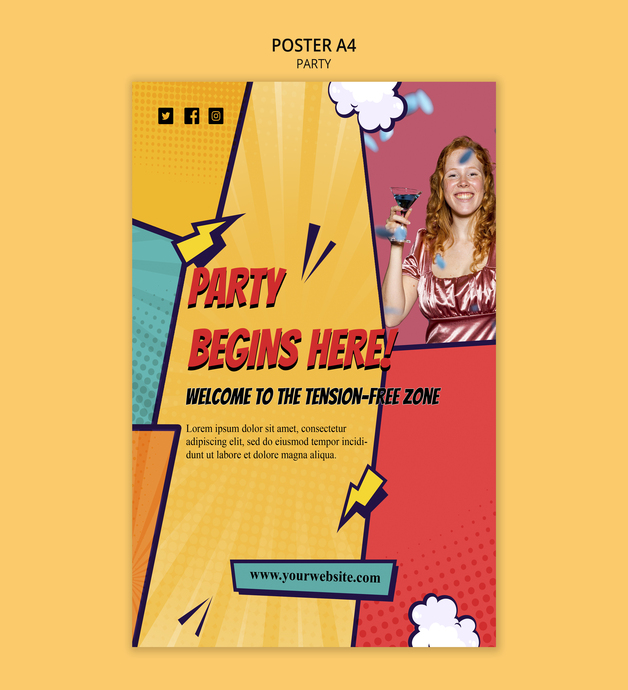 POSTER A4
PARTY
PARTY
BEGINS HERE!
WELCOME TO THE TENSION-FREE ZONE
Lorem ipsum dolor sit amet, consectetur
adipiscing elit, sed do eiusmod tempor incidi-
dunt ut labore et dolore magna aliqua.
www.yourwebsite.com